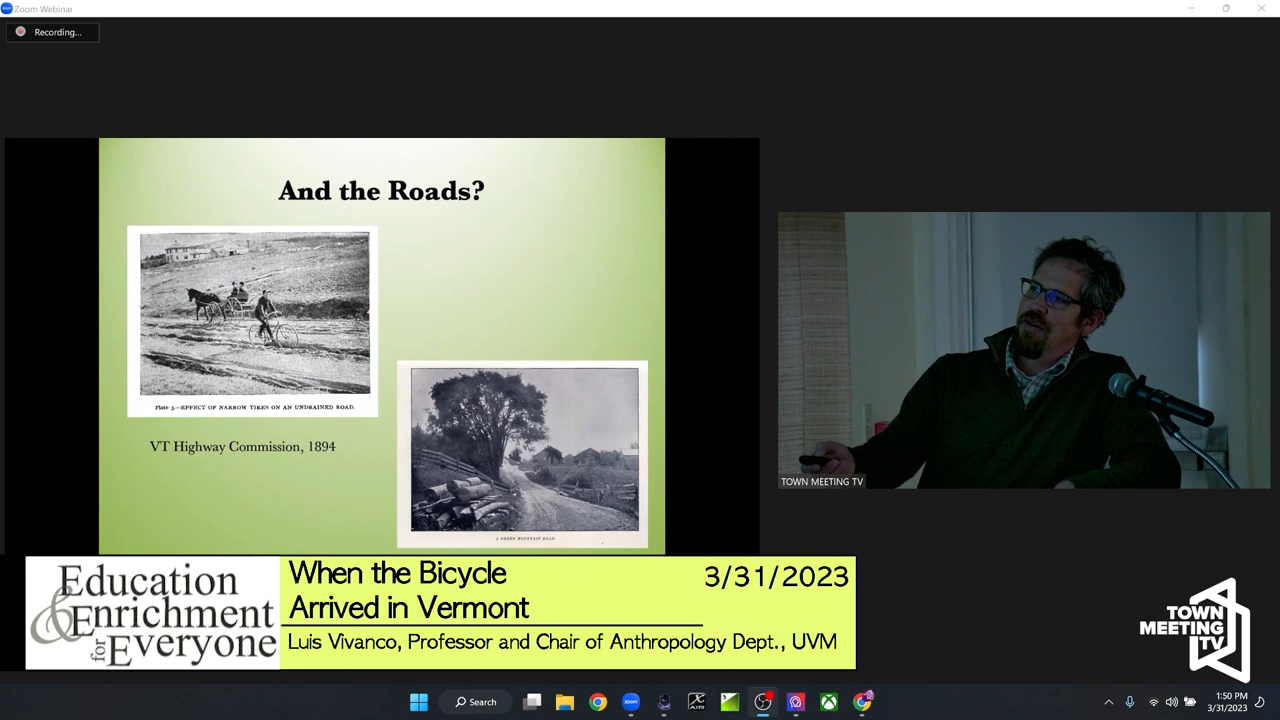 Zoom Webinar
Recording...
And the Roads?
Plate 5.—EFFECT OF NARROW TIRES ON AN UNDRAINED ROAD.
VT Highway Commission, 1894
A GREEN MOUNTAIN ROAD.
TOWN MEETING TV
Education
& Enrichment
for Everyone
When the Bicycle
Arrived in Vermont
3/31/2023
Luis Vivanco, Professor and Chair of Anthropology Dept., UVM
TOWN
MEETING
TV
Search
zoom
1:50 PM
3/31/2023